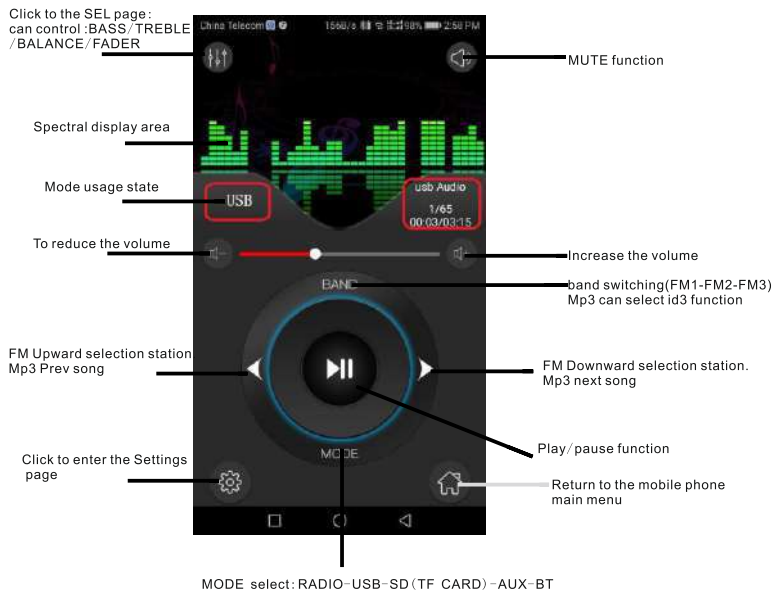 Click to the SEL page:
can control :BASS/TREBLE
/BALANCE/FADER
China Telecom
98%
2:58 PM
MUTE function
Spectral display area
Mode usage state
USB
usb Audio
1/65
00:03/03:15
To reduce the volume
Increase the volume
BAND
band switching(FM1-FM2-FM3)
Mp3 can select id3 function
FM Upward selection station
Mp3 Prev song
FM Downward selection station.
Mp3 next song
Play/pause function
MODE
Click to enter the Settings
page
Return to the mobile phone
main menu
MODE select:RADIO-USB-SD(TF CARD)-AUX-BT